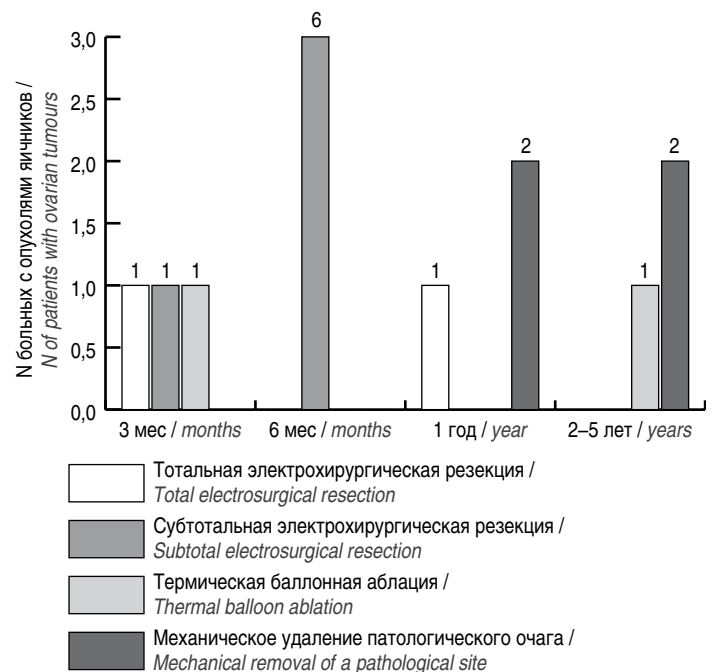 N больных с опухолями яичников /
N of patients with ovarian tumours
3,0
2,5
2,0
1,5
1,0
0,5
0,0
1 1 1
6
1
2
1
2
3 мес / months 6 мес / months 1 год / year 2–5 лет / years
Тотальная электрохирургическая резекция /
Total electrosurgical resection
Субтотальная электрохирургическая резекция /
Subtotal electrosurgical resection
Термическая баллонная аблация /
Thermal balloon ablation
Механическое удаление патологического очага /
Mechanical removal of a pathological site